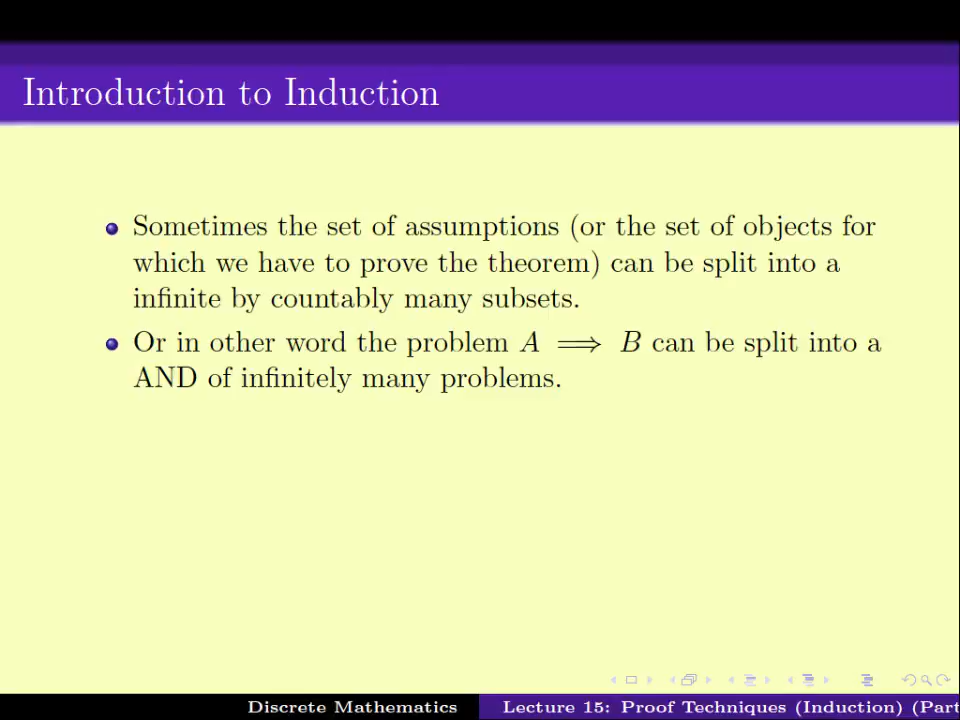 Introduction to Induction
Sometimes the set of assumptions (or the set of objects for
which we have to prove the theorem) can be split into a
infinite by countably many subsets.
Or in other word the problem A ⟹ B can be split into a
AND of infinitely many problems.
Discrete Mathematics
Lecture 15: Proof Techniques (Induction) (Part